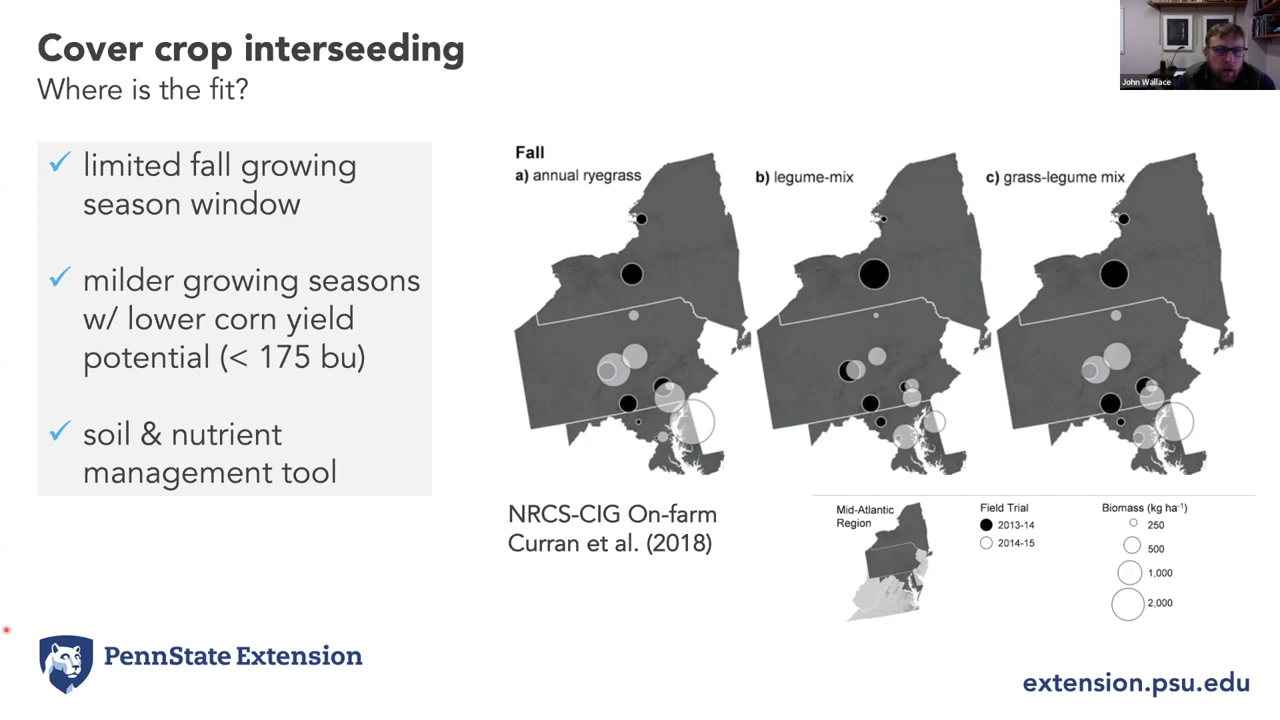 Cover crop interseeding
Where is the fit?
John Wallace
✓ limited fall growing
season window
✓ milder growing seasons
w/ lower corn yield
potential (< 175 bu)
✓ soil & nutrient
management tool
Fall
a) annual ryegrass
b) legume-mix
c) grass-legume mix
NRCS-CIG On-farm
Curran et al. (2018)
Mid-Atlantic
Region
Field Trial
2013-14
2014-15
Biomass (kg ha⁻¹)
250
500
1,000
2,000
PennState Extension
extension.psu.edu